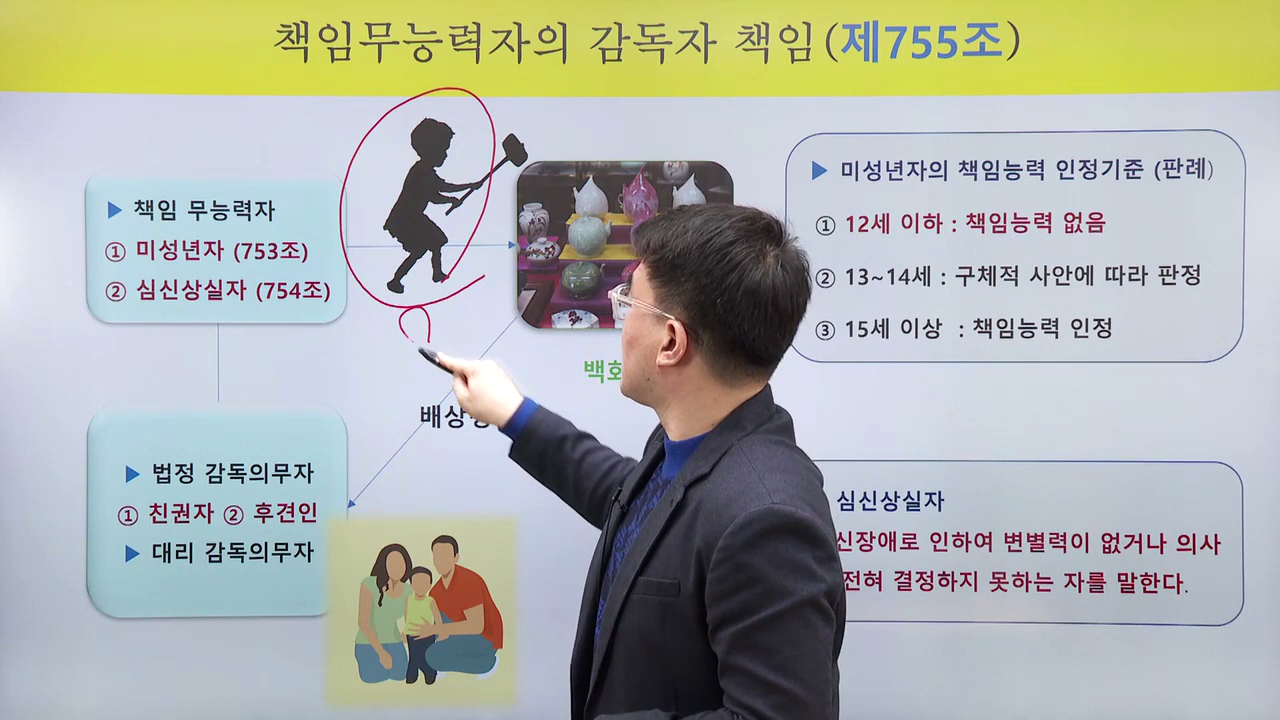 책임무능력자의 감독자 책임(제755조)
▶ 책임 무능력자
① 미성년자 (753조)
② 심신상실자 (754조)
▶ 미성년자의 책임능력 인정기준 (판례)
① 12세 이하 : 책임능력 없음
② 13~14세 : 구체적 사안에 따라 판정
③ 15세 이상 : 책임능력 인정
▶ 법정 감독의무자
① 친권자 ② 후견인
▶ 대리 감독의무자
심신상실자
변별력이 없거나 의사
전혀 결정하지 못하는 자를 말한다.